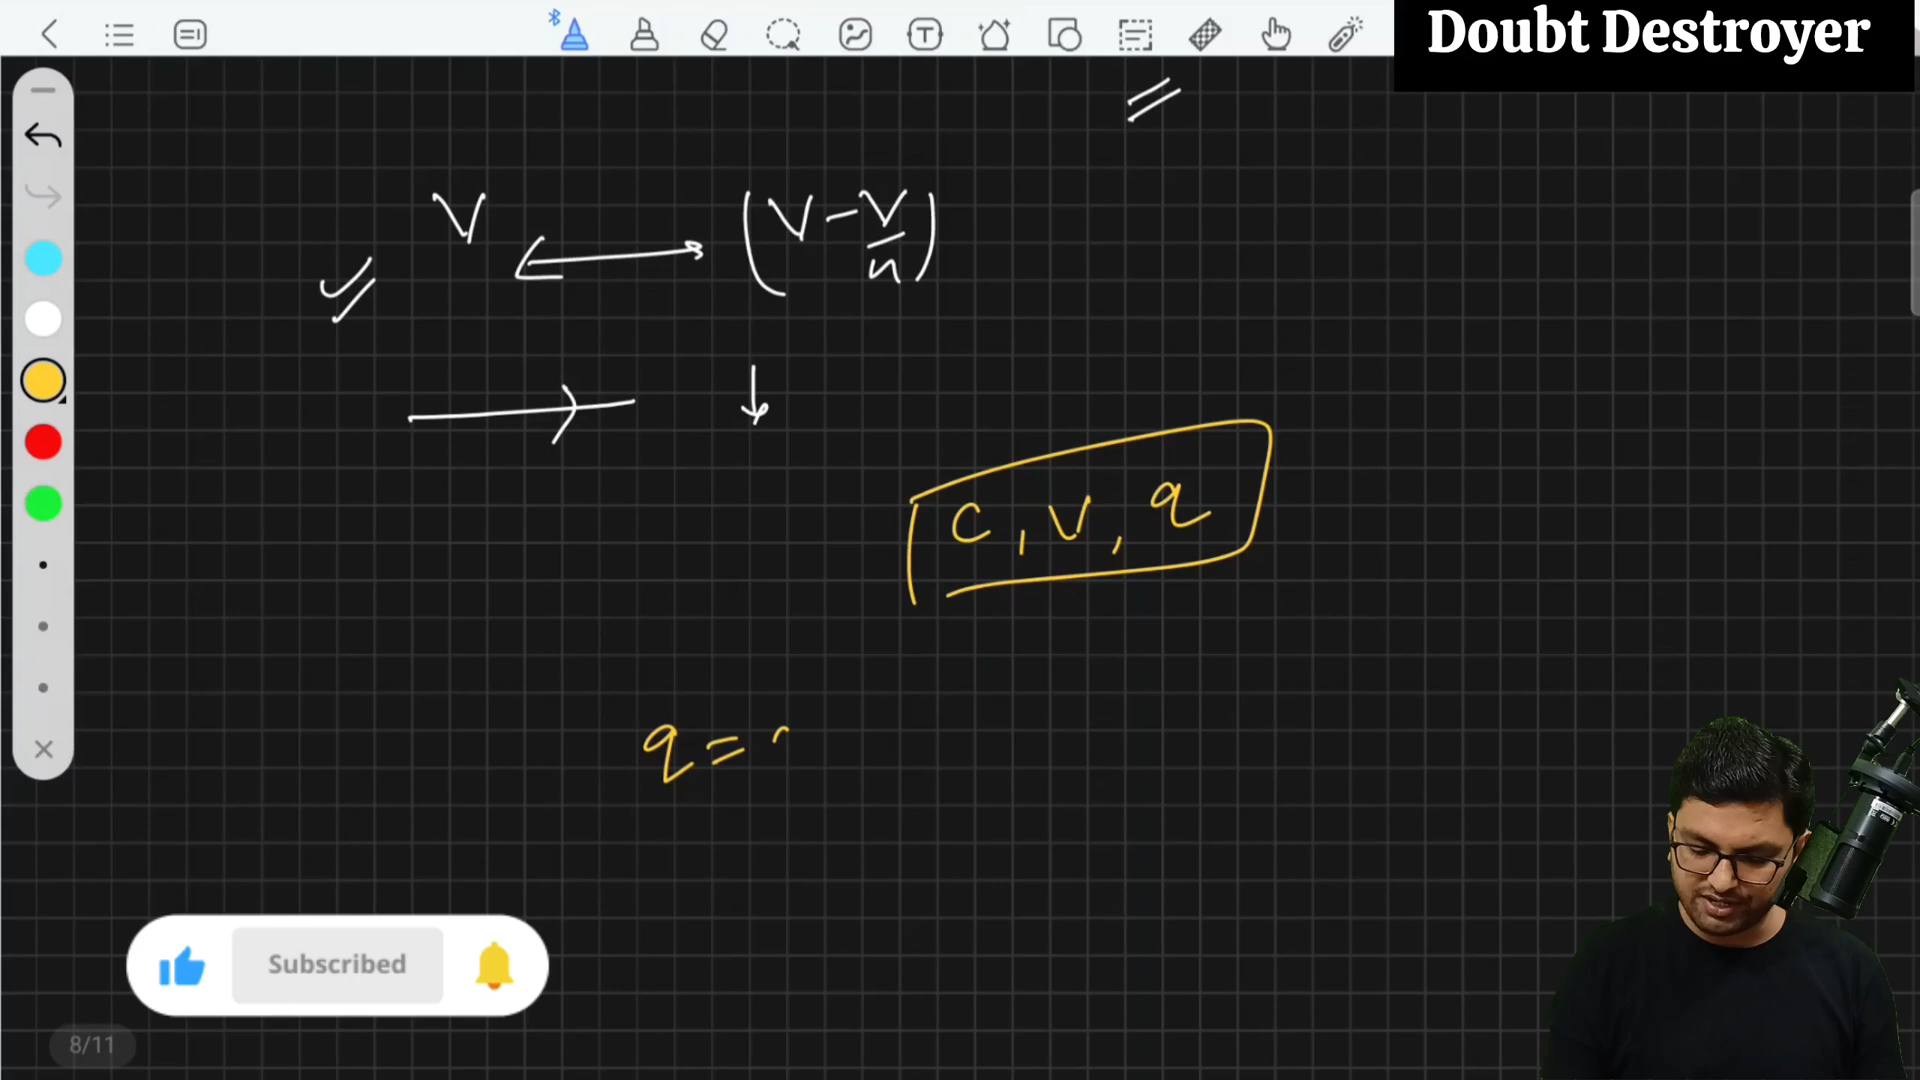 Doubt Destroyer
V ⟷ (V - V/n)
C, V, q
q =
Subscribed
8/11